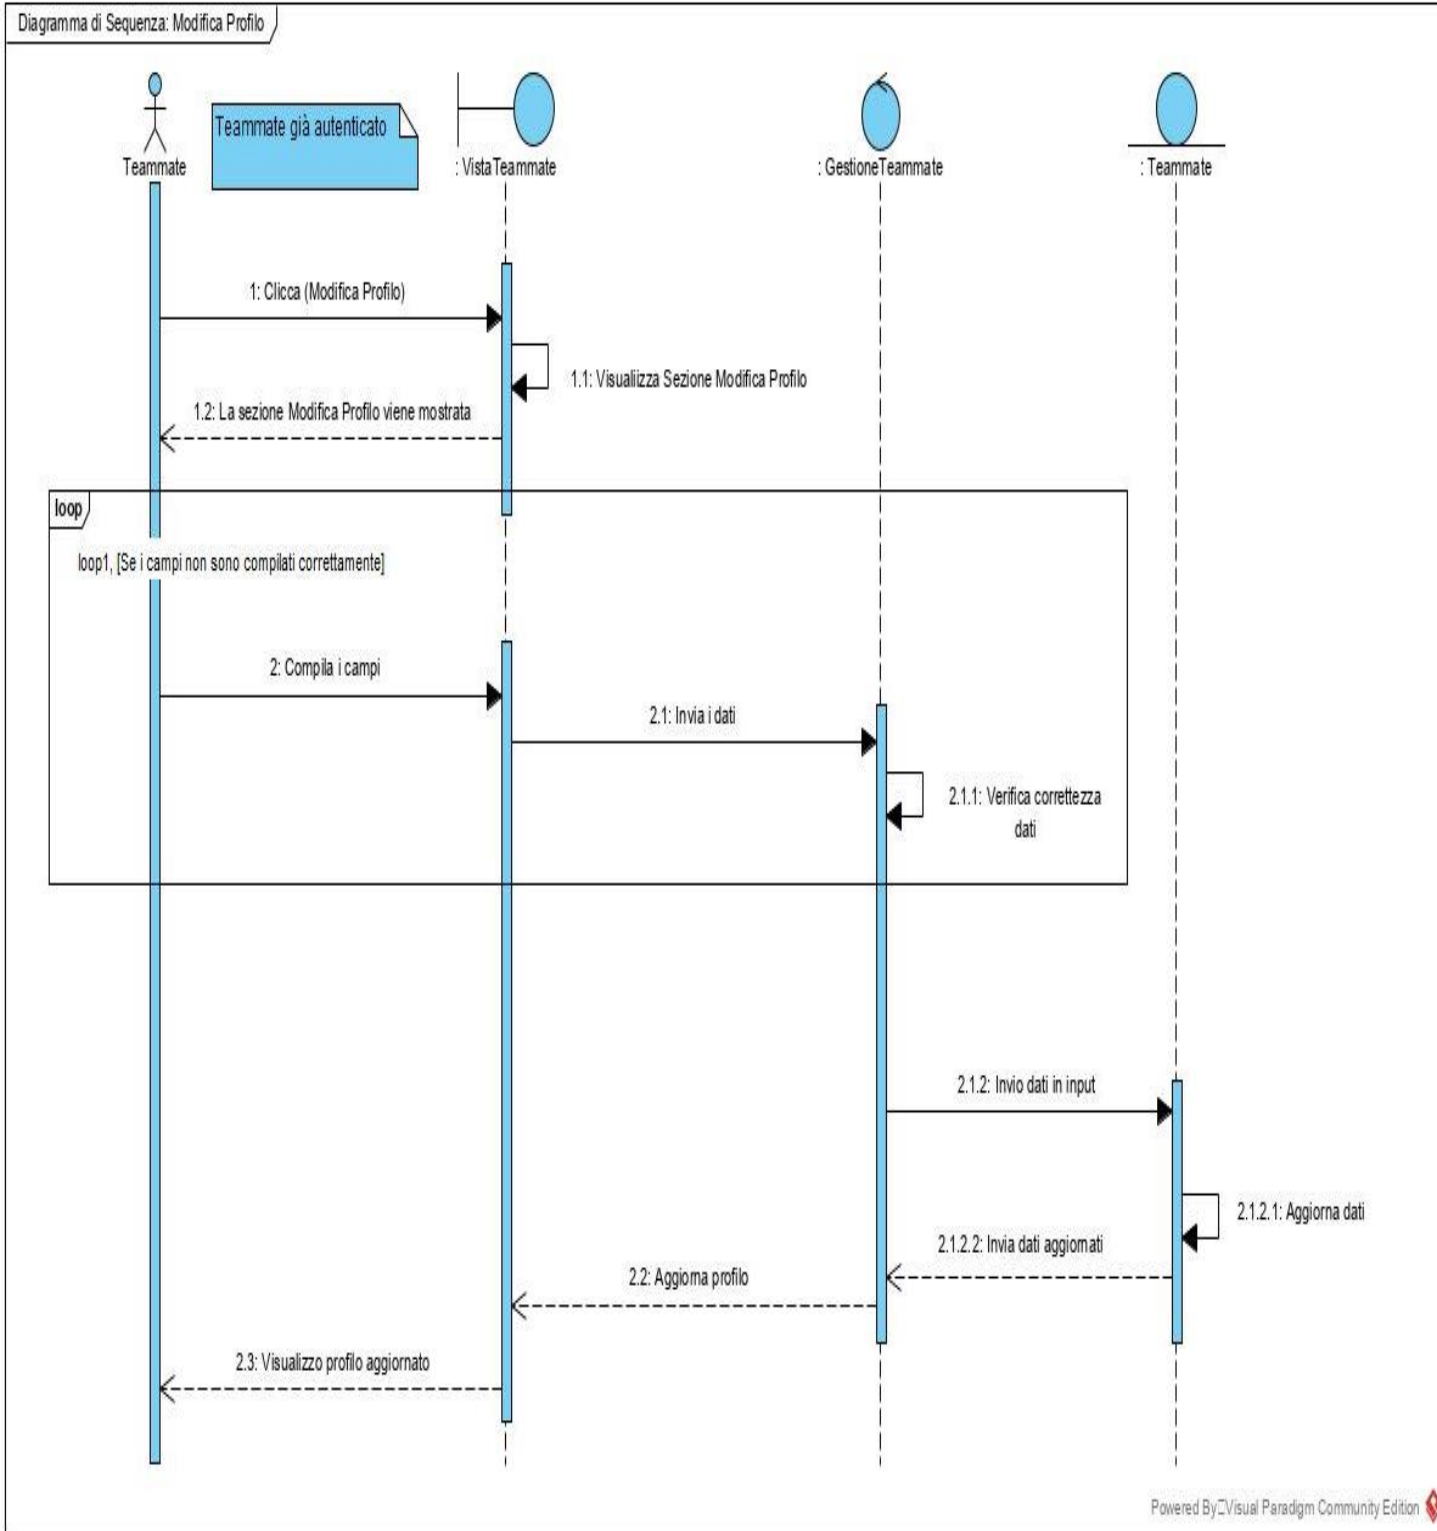 Diagramma di Sequenza: Modifica Profilo
Teammate già autenticato
Teammate
: VistaTeammate
: GestioneTeammate
: Teammate
1: Clicca (Modifica Profilo)
1.1: Visualiizza Sezione Modifica Profilo
1.2: La sezione Modifica Profilo viene mostrata
loop
loop1, [Se i campi non sono compilati correttamente]
2: Compila i campi
2.1: Invia i dati
2.1.1: Verifica correttezza
dati
2.1.2: Invio dati in input
2.1.2.1: Aggiorna dati
2.1.2.2: Invia dati aggiornati
2.2: Aggiorna profilo
2.3: Visualizzo profilo aggiornato
Powered By Visual Paradigm Community Edition